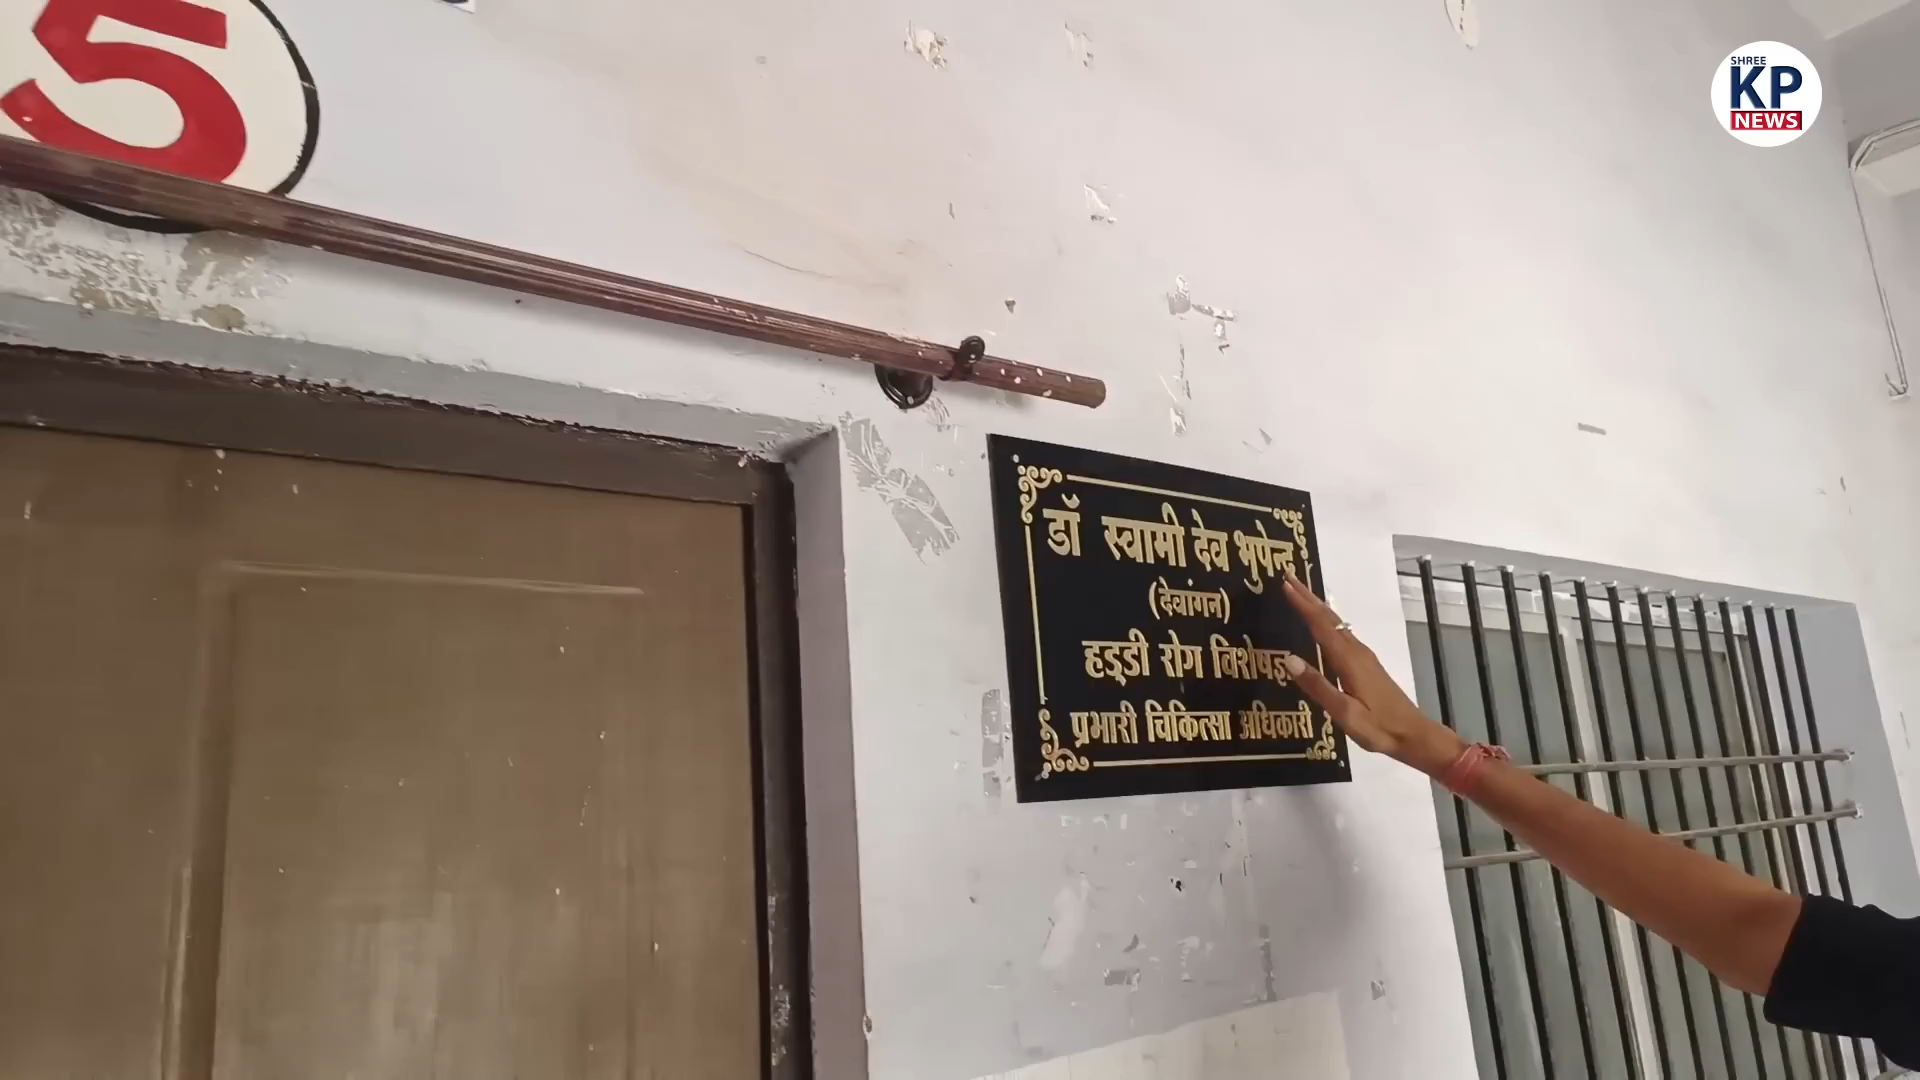 5
SHREE
KP
NEWS
डॉ स्वामी देव भुपेन्द्र
(देवांगन)
हड्डी रोग विशेषज्ञ
प्रभारी चिकित्सा अधिकारी